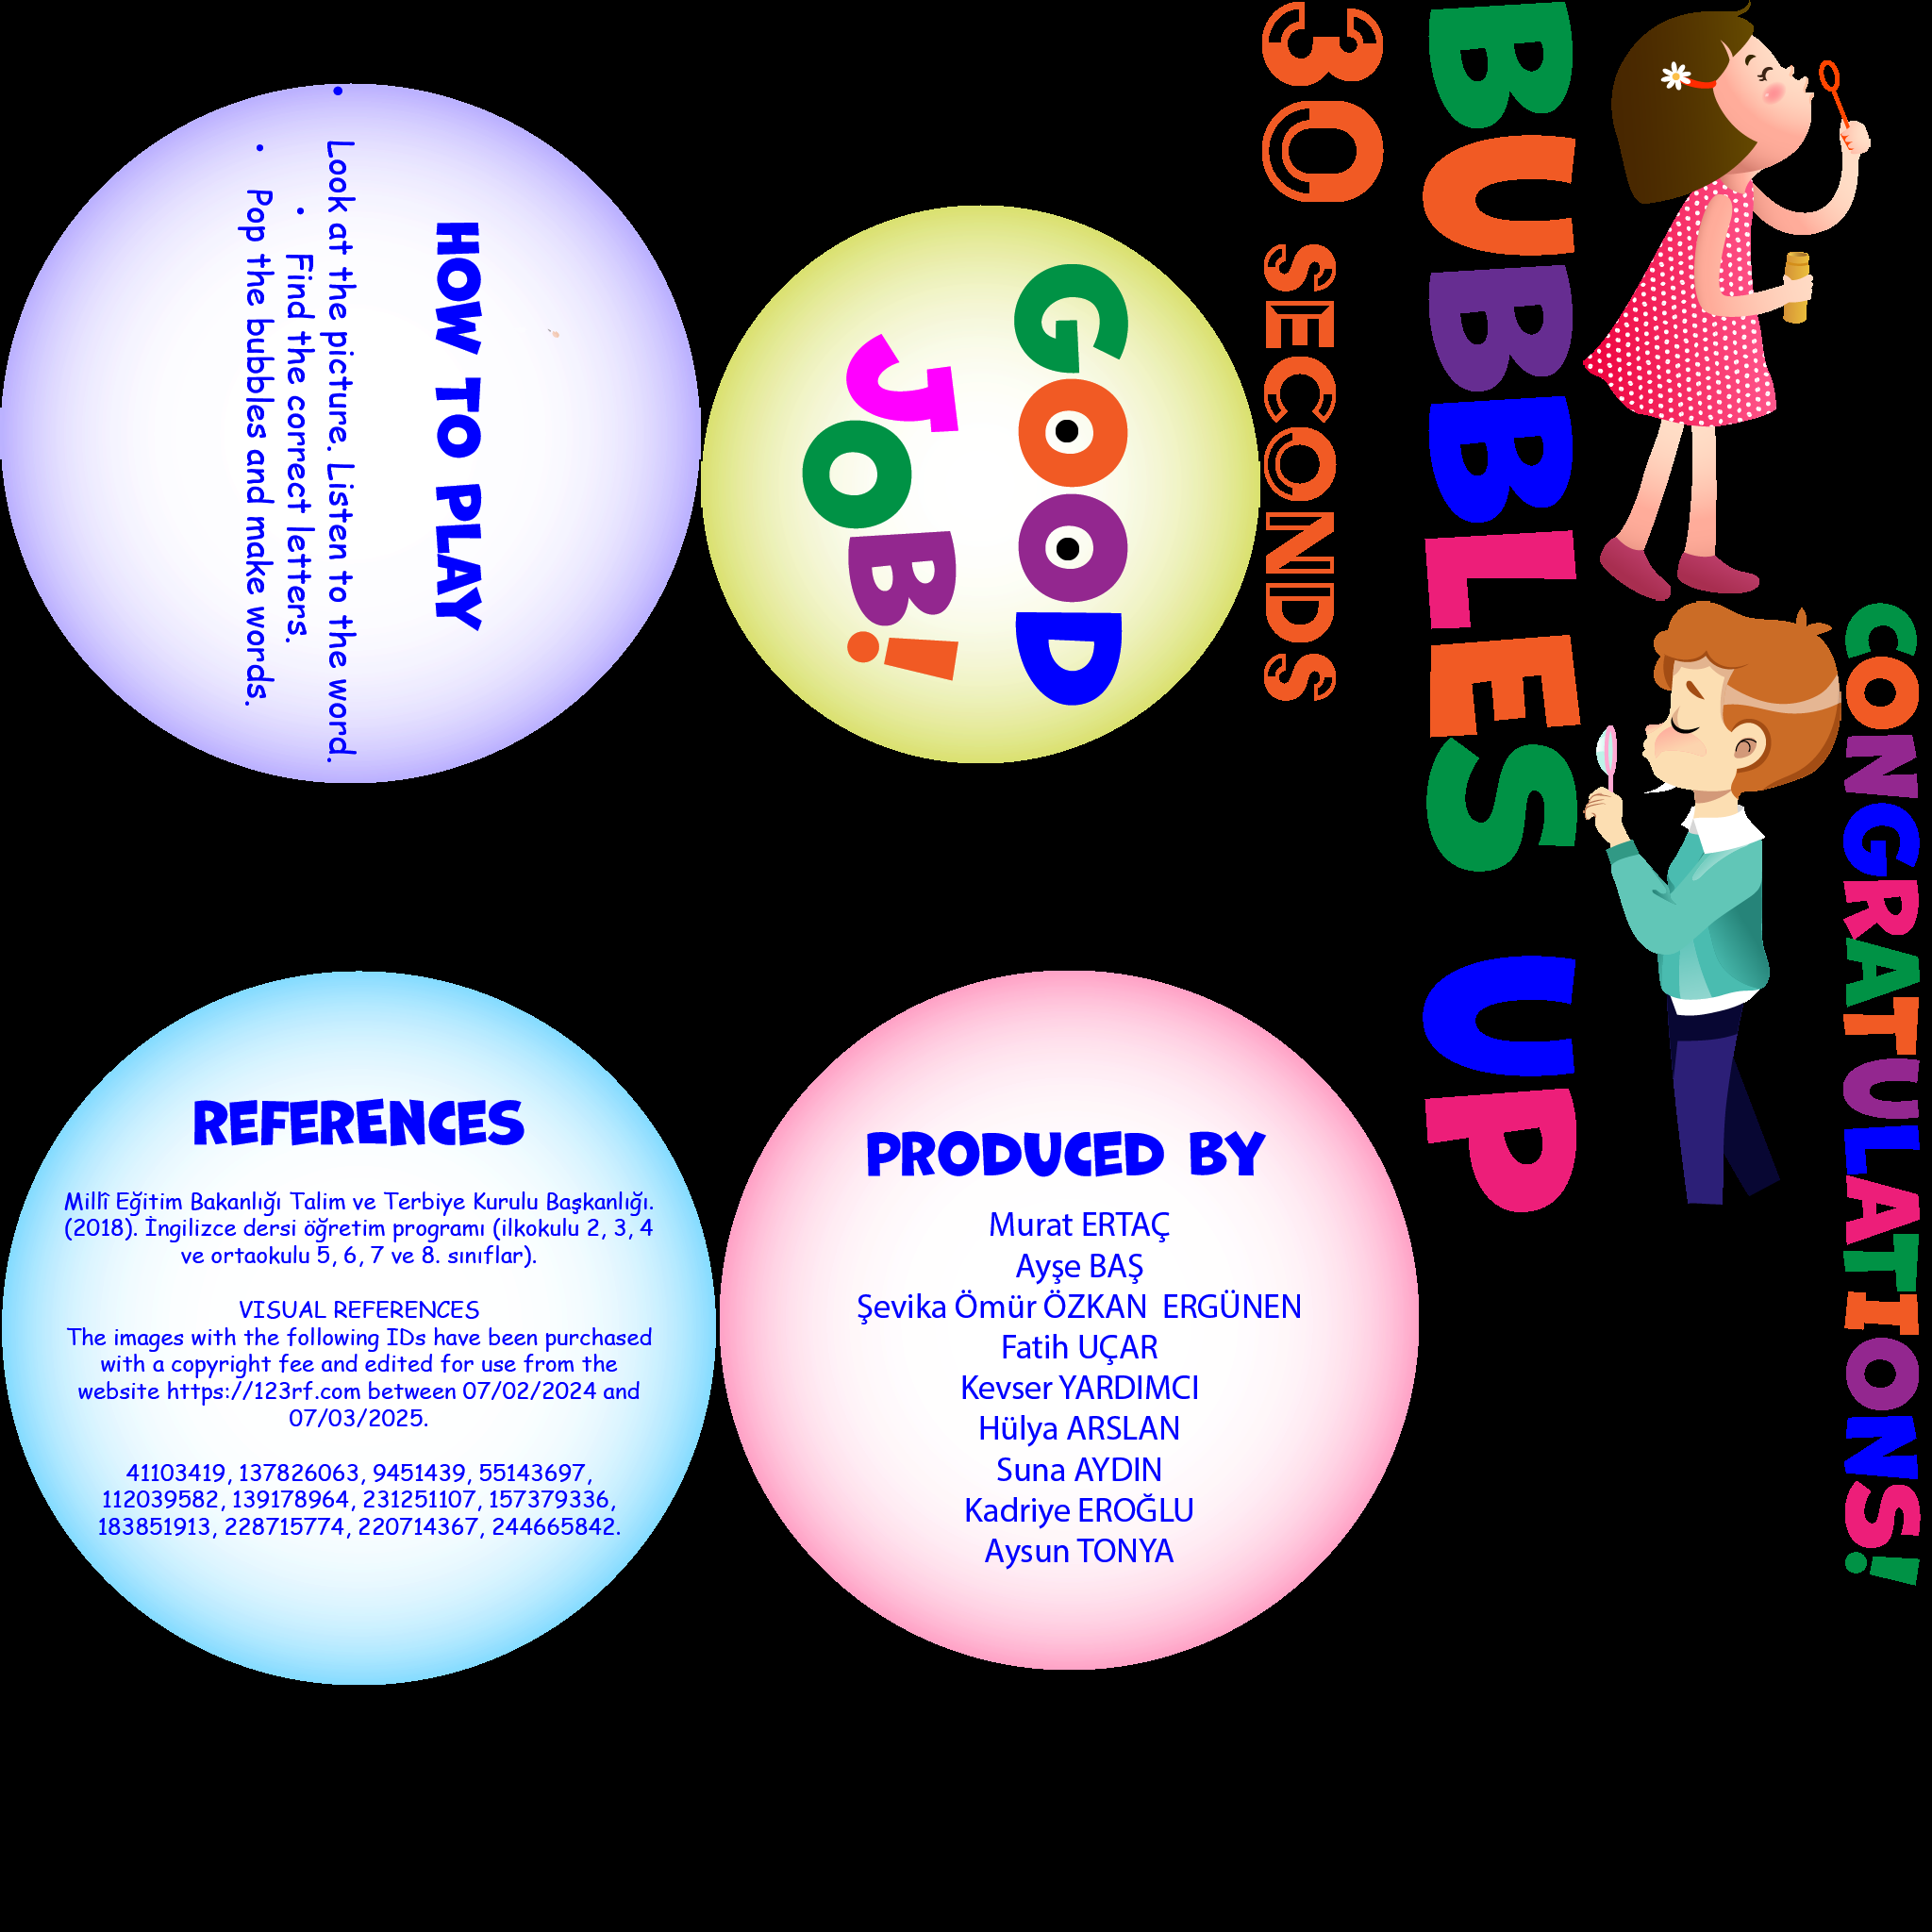 HOW TO PLAY
• Look at the picture. Listen to the word.
• Find the correct letters.
• Pop the bubbles and make words.
GOOD
JOB!
30 SECONDS
BUBBLES UP
CONGRATULATIONS!
REFERENCES
Millî Eğitim Bakanlığı Talim ve Terbiye Kurulu Başkanlığı.
(2018). İngilizce dersi öğretim programı (ilkokulu 2, 3, 4
ve ortaokulu 5, 6, 7 ve 8. sınıflar).
VISUAL REFERENCES
The images with the following IDs have been purchased
with a copyright fee and edited for use from the
website https://123rf.com between 07/02/2024 and
07/03/2025.
41103419, 137826063, 9451439, 55143697,
112039582, 139178964, 231251107, 157379336,
183851913, 228715774, 220714367, 244665842.
PRODUCED BY
Murat ERTAÇ
Ayşe BAŞ
Şevika Ömür ÖZKAN ERGÜNEN
Fatih UÇAR
Kevser YARDIMCI
Hülya ARSLAN
Suna AYDIN
Kadriye EROĞLU
Aysun TONYA